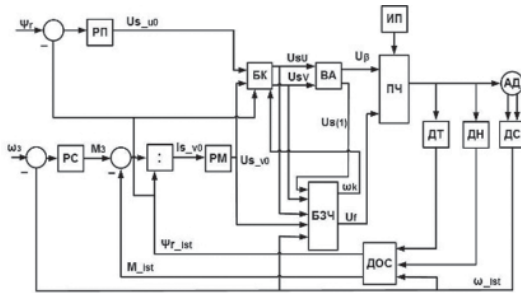 Ψr
РП
Us_u0
БК
UsU
UsV
ВА
Uβ
ИП
ПЧ
АД
Us(1)
ДТ
ДН
ДС
ωз
РС
Мз
:
Is_v0
РМ
Us_v0
БЗЧ
ωk
Uf
Ψr_ist
M_ist
ДОС
ω_ist